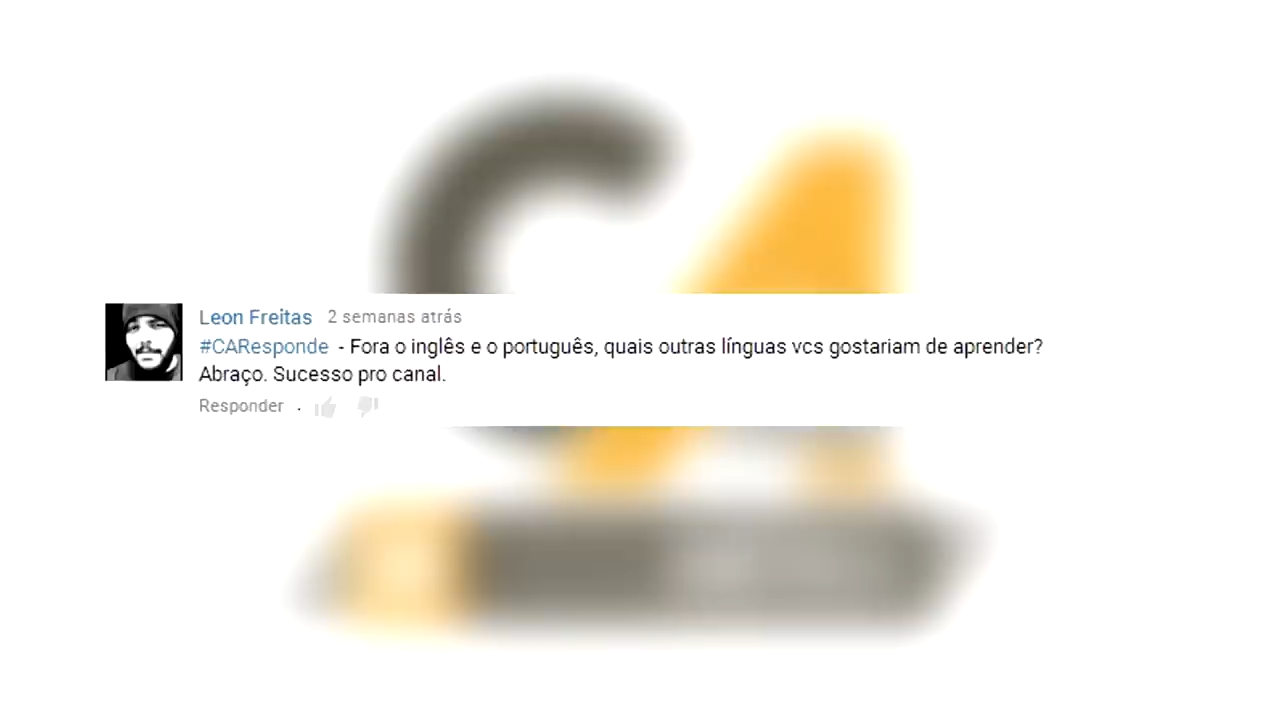 Leon Freitas 2 semanas atrás
#CAResponde - Fora o inglês e o português, quais outras línguas vcs gostariam de aprender?
Abraço. Sucesso pro canal.
Responder ·